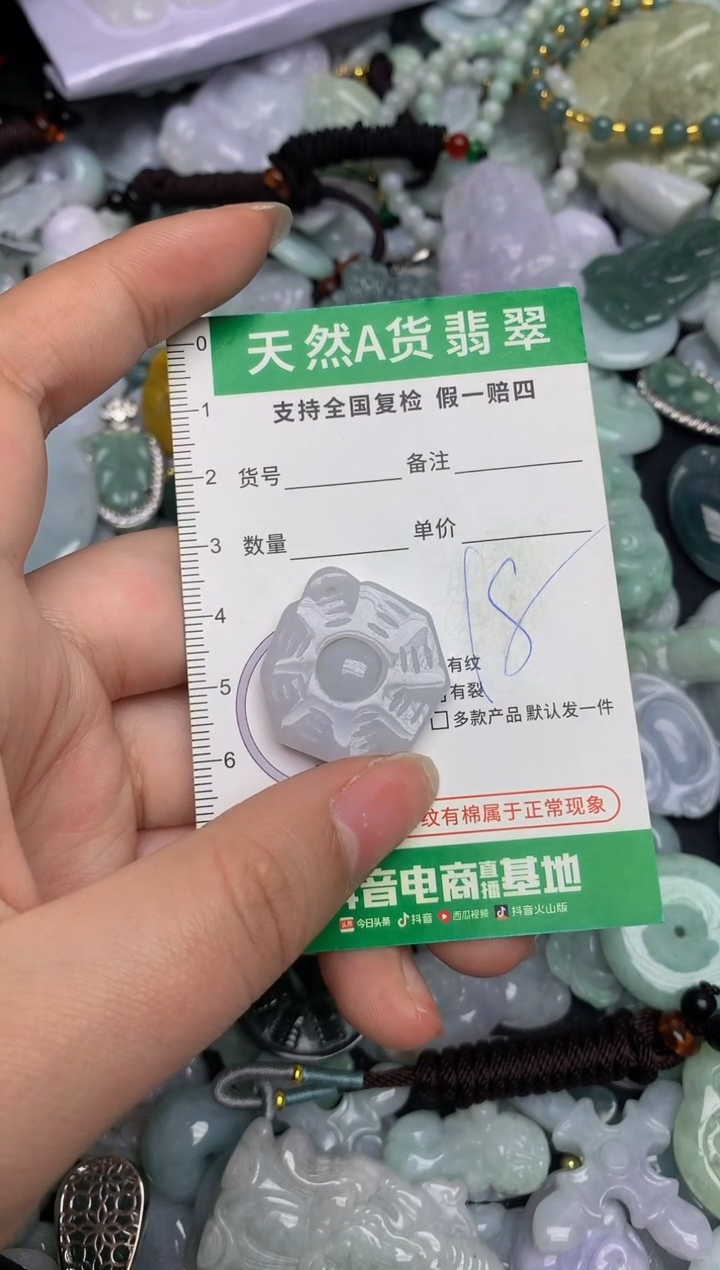 天然A货翡翠
支持全国复检 假一赔四
货号 备注
数量 单价
18
有纹
有裂
多款产品 默认发一件
纹有棉属于正常现象
音电商直播基地
今日头条 抖音 西瓜视频 抖音火山版
0
1
2
3
4
5
6